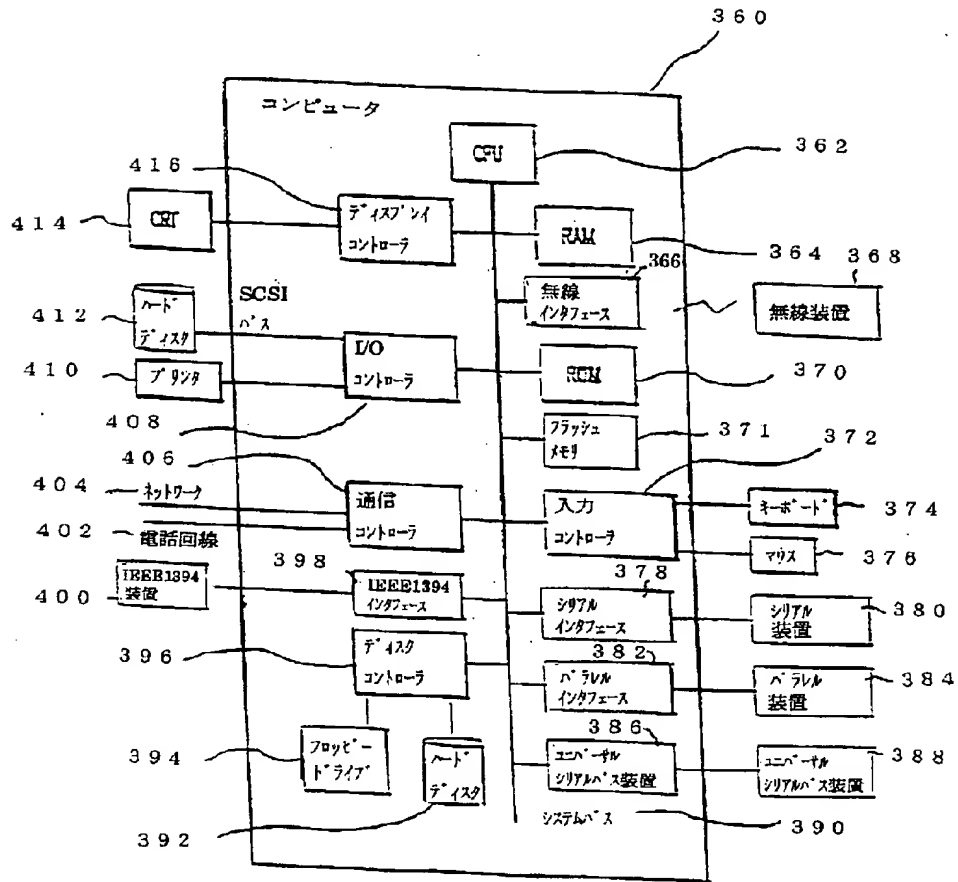 360
コンピュータ
CPU
362
416
414
CRT
ディスプレイ
コントローラ
RAM
364
366
368
無線
インタフェース
無線装置
SCSI
バス
412
ハード
ディスク
410
プリンタ
I/O
コントローラ
408
ROM
370
フラッシュ
メモリ
371
372
406
404
ネットワーク
通信
コントローラ
入力
コントローラ
キーボード
374
402
電話回線
マウス
376
IEEE1394
装置
400
398
IEEE1394
インタフェース
378
シリアル
インタフェース
シリアル
装置
380
396
ディスク
コントローラ
382
パラレル
インタフェース
パラレル
装置
384
394
フロッピー
ドライブ
ハード
ディスク
392
386
ユニバーサル
シリアルバス装置
ユニバーサル
シリアルバス装置
388
システムバス
390